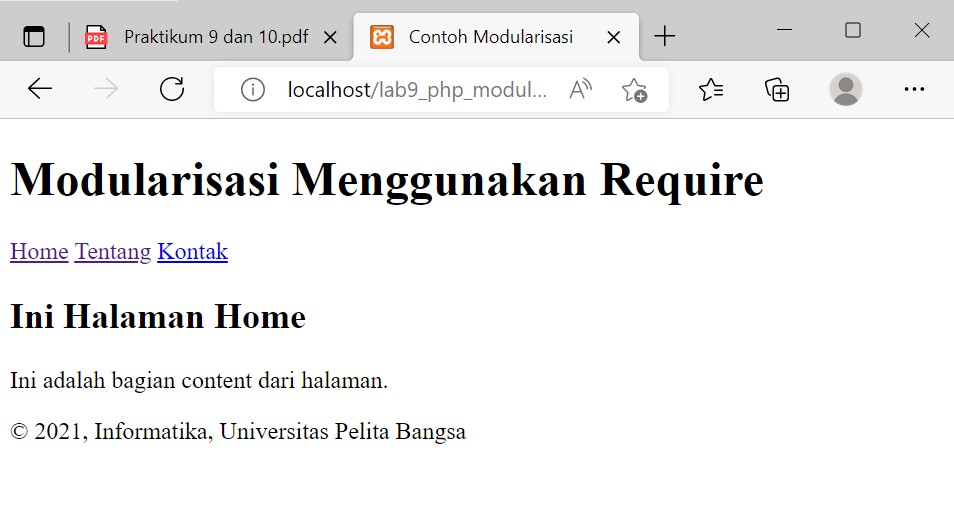 Praktikum 9 dan 10.pdf
Contoh Modularisasi
localhost/lab9_php_modul...
Modularisasi Menggunakan Require
Home Tentang Kontak
Ini Halaman Home
Ini adalah bagian content dari halaman.
© 2021, Informatika, Universitas Pelita Bangsa